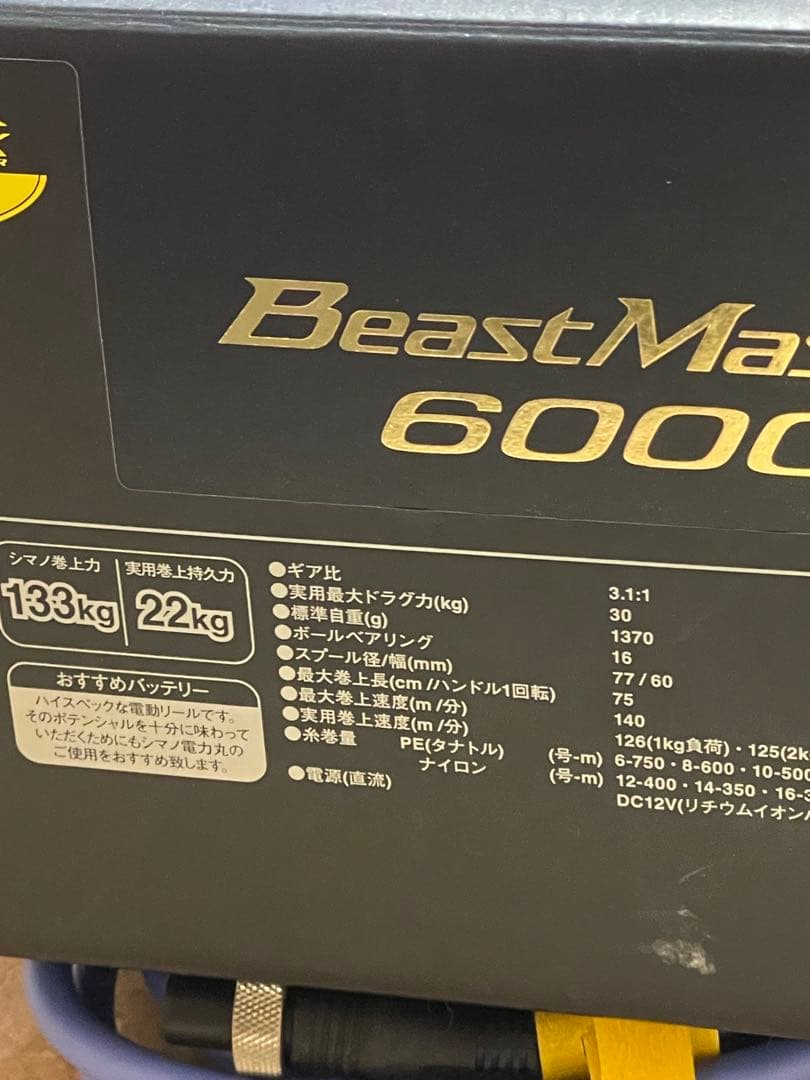 BeastMas
6000
シマノ巻上力
133kg
実用巻上持久力
22kg
おすすめバッテリー
ハイスペックな電動リールです。
そのポテンシャルを十分に味わって
いただくためにもシマノ電力丸の
ご使用をおすすめ致します。
●ギア比 3.1:1
●実用最大ドラグ力(kg) 30
●標準自重(g) 1370
●ボールベアリング 16
●スプール径/幅(mm) 77 / 60
●最大巻上長(cm /ハンドル1回転) 75
●最大巻上速度(m /分) 140
●実用巻上速度(m /分) 126(1kg負荷)・125(2k
●糸巻量 PE(タナトル) (号-m) 6-750・8-600・10-500
ナイロン (号-m) 12-400・14-350・16-3
●電源(直流) DC12V(リチウムイオンバ